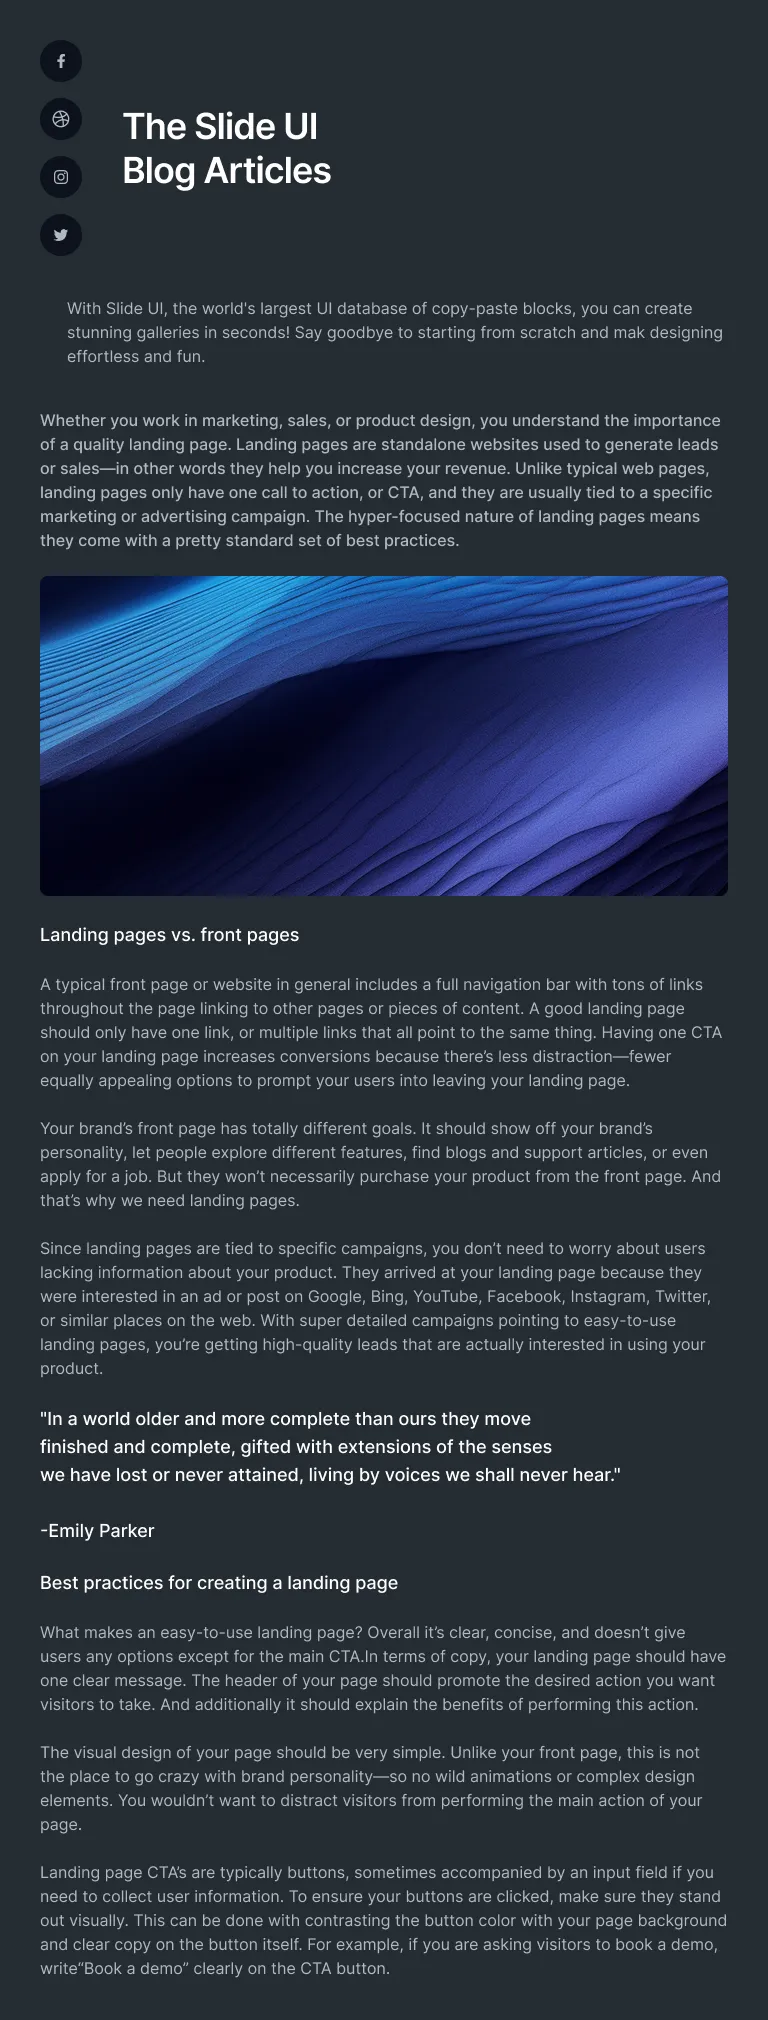 The Slide UI
Blog Articles
With Slide UI, the world's largest UI database of copy-paste blocks, you can create
stunning galleries in seconds! Say goodbye to starting from scratch and mak designing
effortless and fun.
Whether you work in marketing, sales, or product design, you understand the importance
of a quality landing page. Landing pages are standalone websites used to generate leads
or sales—in other words they help you increase your revenue. Unlike typical web pages,
landing pages only have one call to action, or CTA, and they are usually tied to a specific
marketing or advertising campaign. The hyper-focused nature of landing pages means
they come with a pretty standard set of best practices.
Landing pages vs. front pages
A typical front page or website in general includes a full navigation bar with tons of links
throughout the page linking to other pages or pieces of content. A good landing page
should only have one link, or multiple links that all point to the same thing. Having one CTA
on your landing page increases conversions because there’s less distraction—fewer
equally appealing options to prompt your users into leaving your landing page.
Your brand’s front page has totally different goals. It should show off your brand’s
personality, let people explore different features, find blogs and support articles, or even
apply for a job. But they won’t necessarily purchase your product from the front page. And
that’s why we need landing pages.
Since landing pages are tied to specific campaigns, you don’t need to worry about users
lacking information about your product. They arrived at your landing page because they
were interested in an ad or post on Google, Bing, YouTube, Facebook, Instagram, Twitter,
or similar places on the web. With super detailed campaigns pointing to easy-to-use
landing pages, you’re getting high-quality leads that are actually interested in using your
product.
"In a world older and more complete than ours they move
finished and complete, gifted with extensions of the senses
we have lost or never attained, living by voices we shall never hear."
-Emily Parker
Best practices for creating a landing page
What makes an easy-to-use landing page? Overall it’s clear, concise, and doesn’t give
users any options except for the main CTA.In terms of copy, your landing page should have
one clear message. The header of your page should promote the desired action you want
visitors to take. And additionally it should explain the benefits of performing this action.
The visual design of your page should be very simple. Unlike your front page, this is not
the place to go crazy with brand personality—so no wild animations or complex design
elements. You wouldn’t want to distract visitors from performing the main action of your
page.
Landing page CTA’s are typically buttons, sometimes accompanied by an input field if you
need to collect user information. To ensure your buttons are clicked, make sure they stand
out visually. This can be done with contrasting the button color with your page background
and clear copy on the button itself. For example, if you are asking visitors to book a demo,
write“Book a demo” clearly on the CTA button.